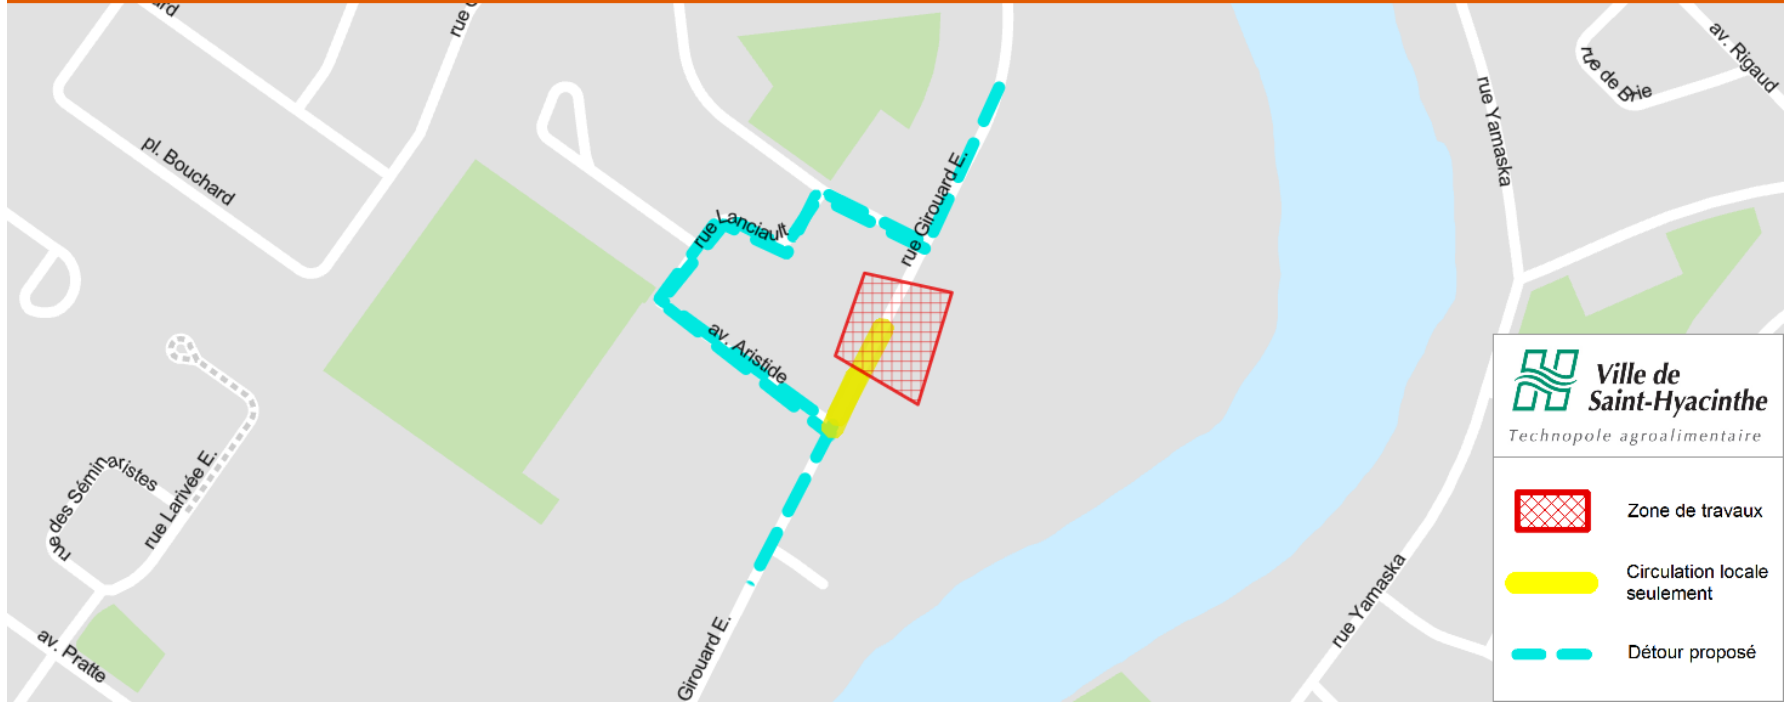 rue
av. Rigaud
rue de Brie
rue Yamaska
pl. Bouchard
rue Girouard E.
rue Lanciault
av. Aristide
rue des Séminaristes
rue
rue Larivée E.
av. Pratte
Girouard E.
rue Yamaska
Ville de
Saint-Hyacinthe
Technopole agroalimentaire
Zone de travaux
Circulation locale
seulement
Détour proposé